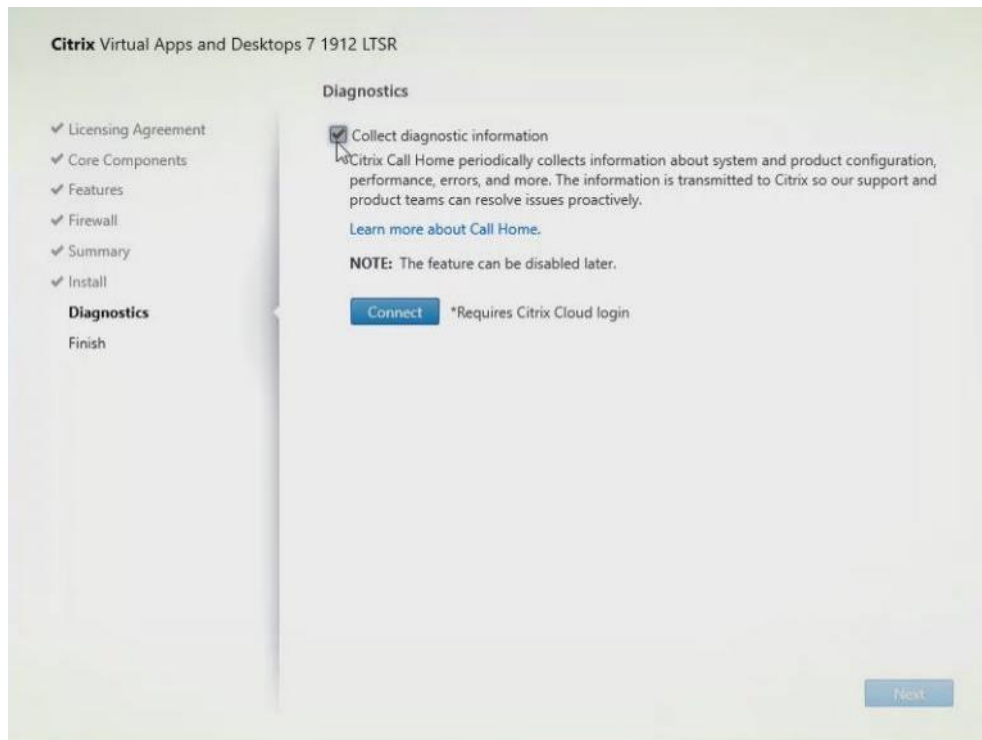 Citrix Virtual Apps and Desktops 7 1912 LTSR
Diagnostics
Licensing Agreement
Core Components
Features
Firewall
Summary
Install
Diagnostics
Finish
Collect diagnostic information
Citrix Call Home periodically collects information about system and product configuration,
performance, errors, and more. The information is transmitted to Citrix so our support and
product teams can resolve issues proactively.
Learn more about Call Home.
NOTE: The feature can be disabled later.
Connect *Requires Citrix Cloud login
Next